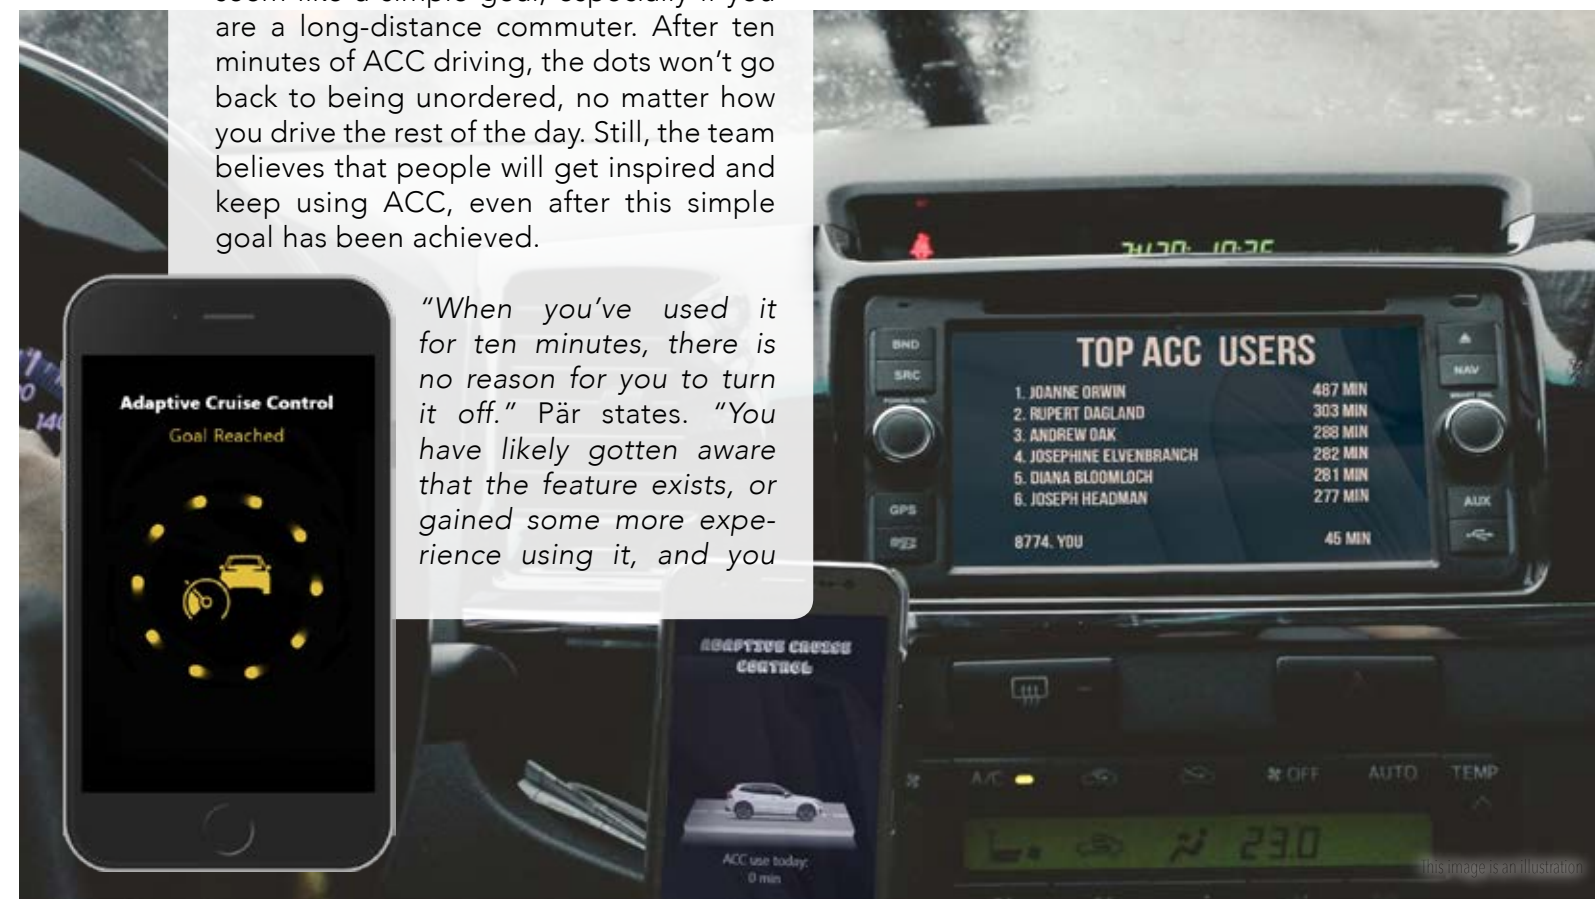 are a long-distance commuter. After ten
minutes of ACC driving, the dots won’t go
back to being unordered, no matter how
you drive the rest of the day. Still, the team
believes that people will get inspired and
keep using ACC, even after this simple
goal has been achieved.
“When you’ve used it
for ten minutes, there is
no reason for you to turn
it off.” Pär states. “You
have likely gotten aware
that the feature exists, or
gained some more expe-
rience using it, and you
Adaptive Cruise Control
Goal Reached
TOP ACC USERS
1. JOANNE ORWIN 487 MIN
2. RUPERT DAGLAND 303 MIN
3. ANDREW OAK 288 MIN
4. JOSEPHINE ELVENBRANCH 282 MIN
5. DIANA BLOOMLOCH 281 MIN
6. JOSEPH HEADMAN 277 MIN
8774. YOU 45 MIN
BND
SRC
GPS
NAV
AUX
ADAPTIVE CRUISE
CONTROL
ACC use today:
0 min
A/C
OFF
AUTO
TEMP
23.0
This image is an illustration